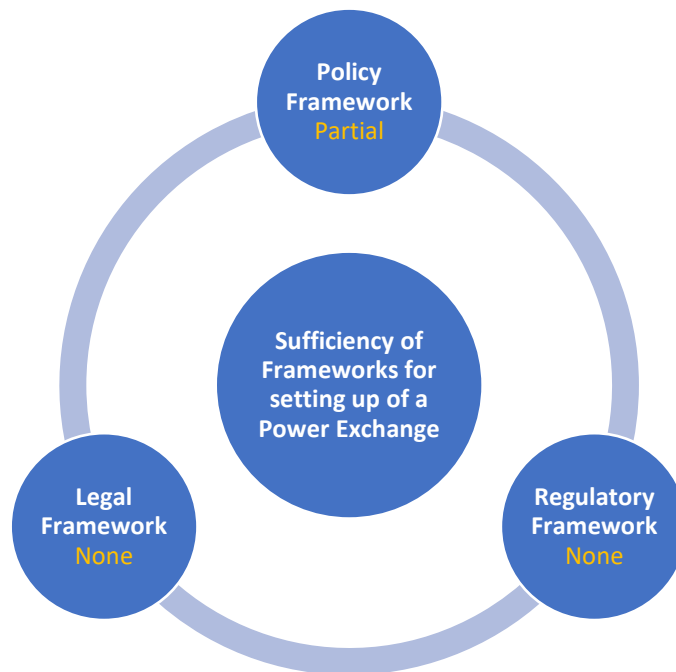 Policy
Framework
Partial
Sufficiency of
Frameworks for
setting up of a
Power Exchange
Legal
Framework
None
Regulatory
Framework
None